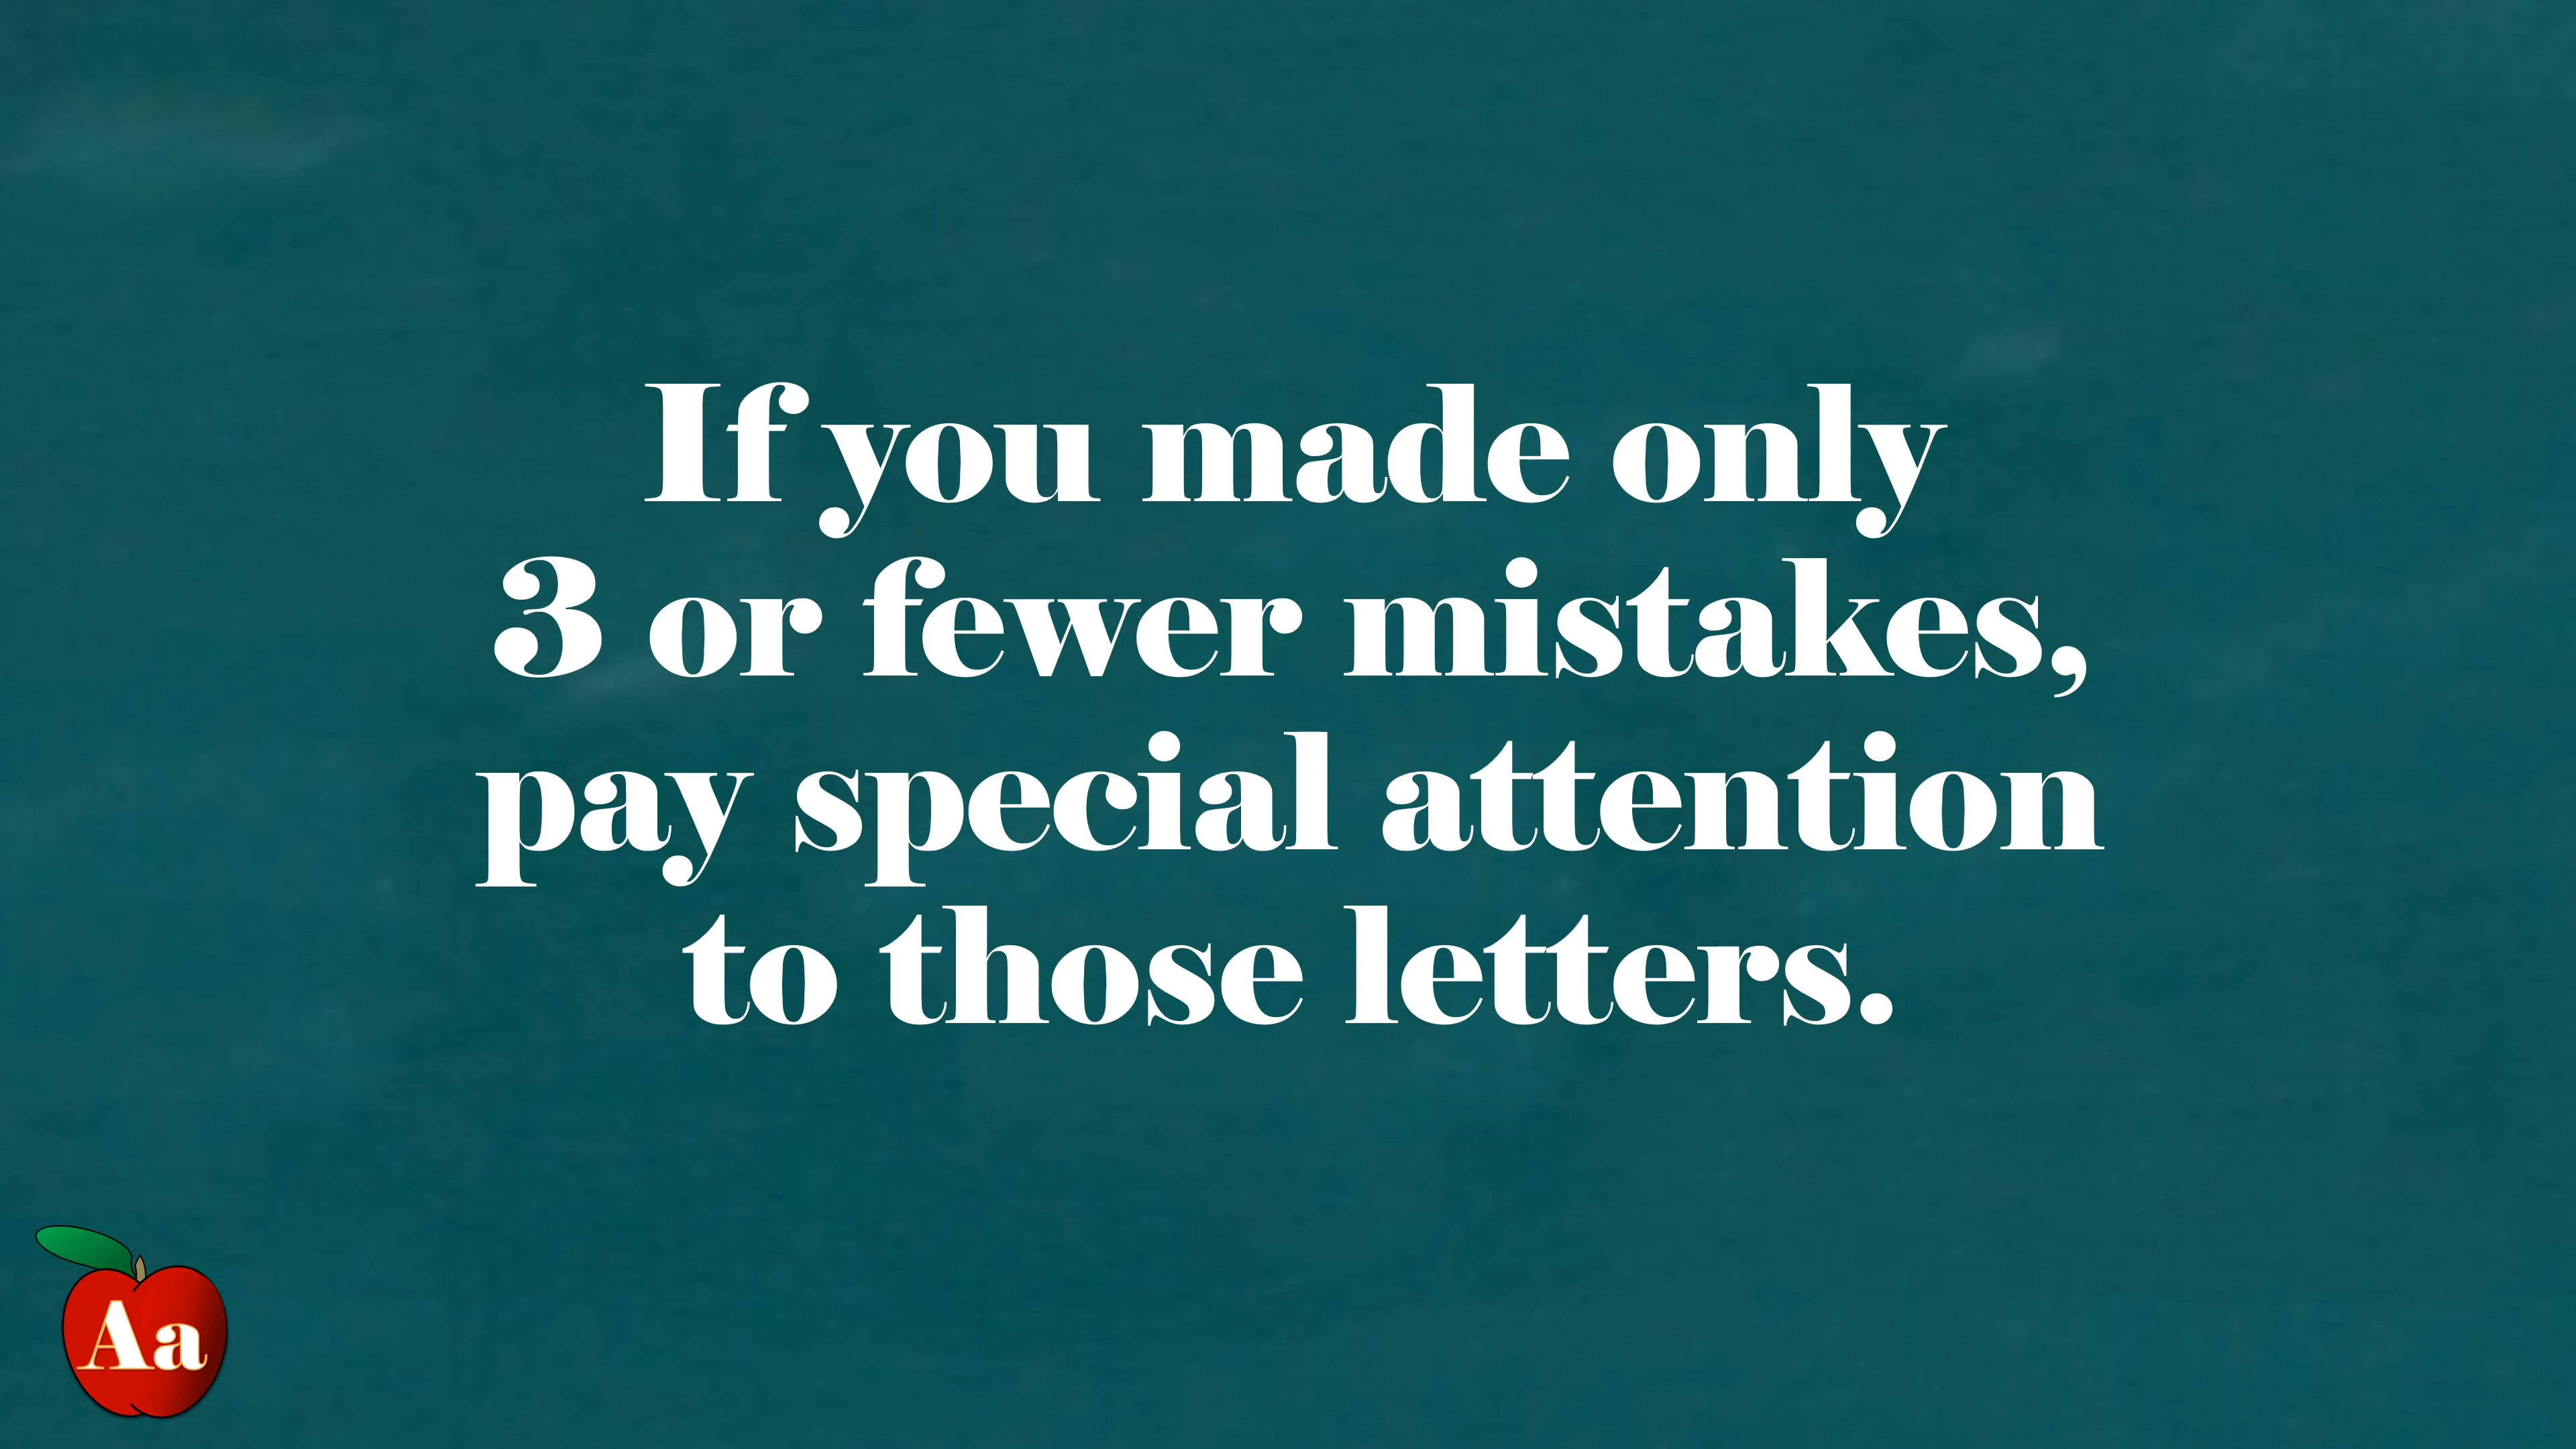 If you made only
3 or fewer mistakes,
pay special attention
to those letters.
Aa